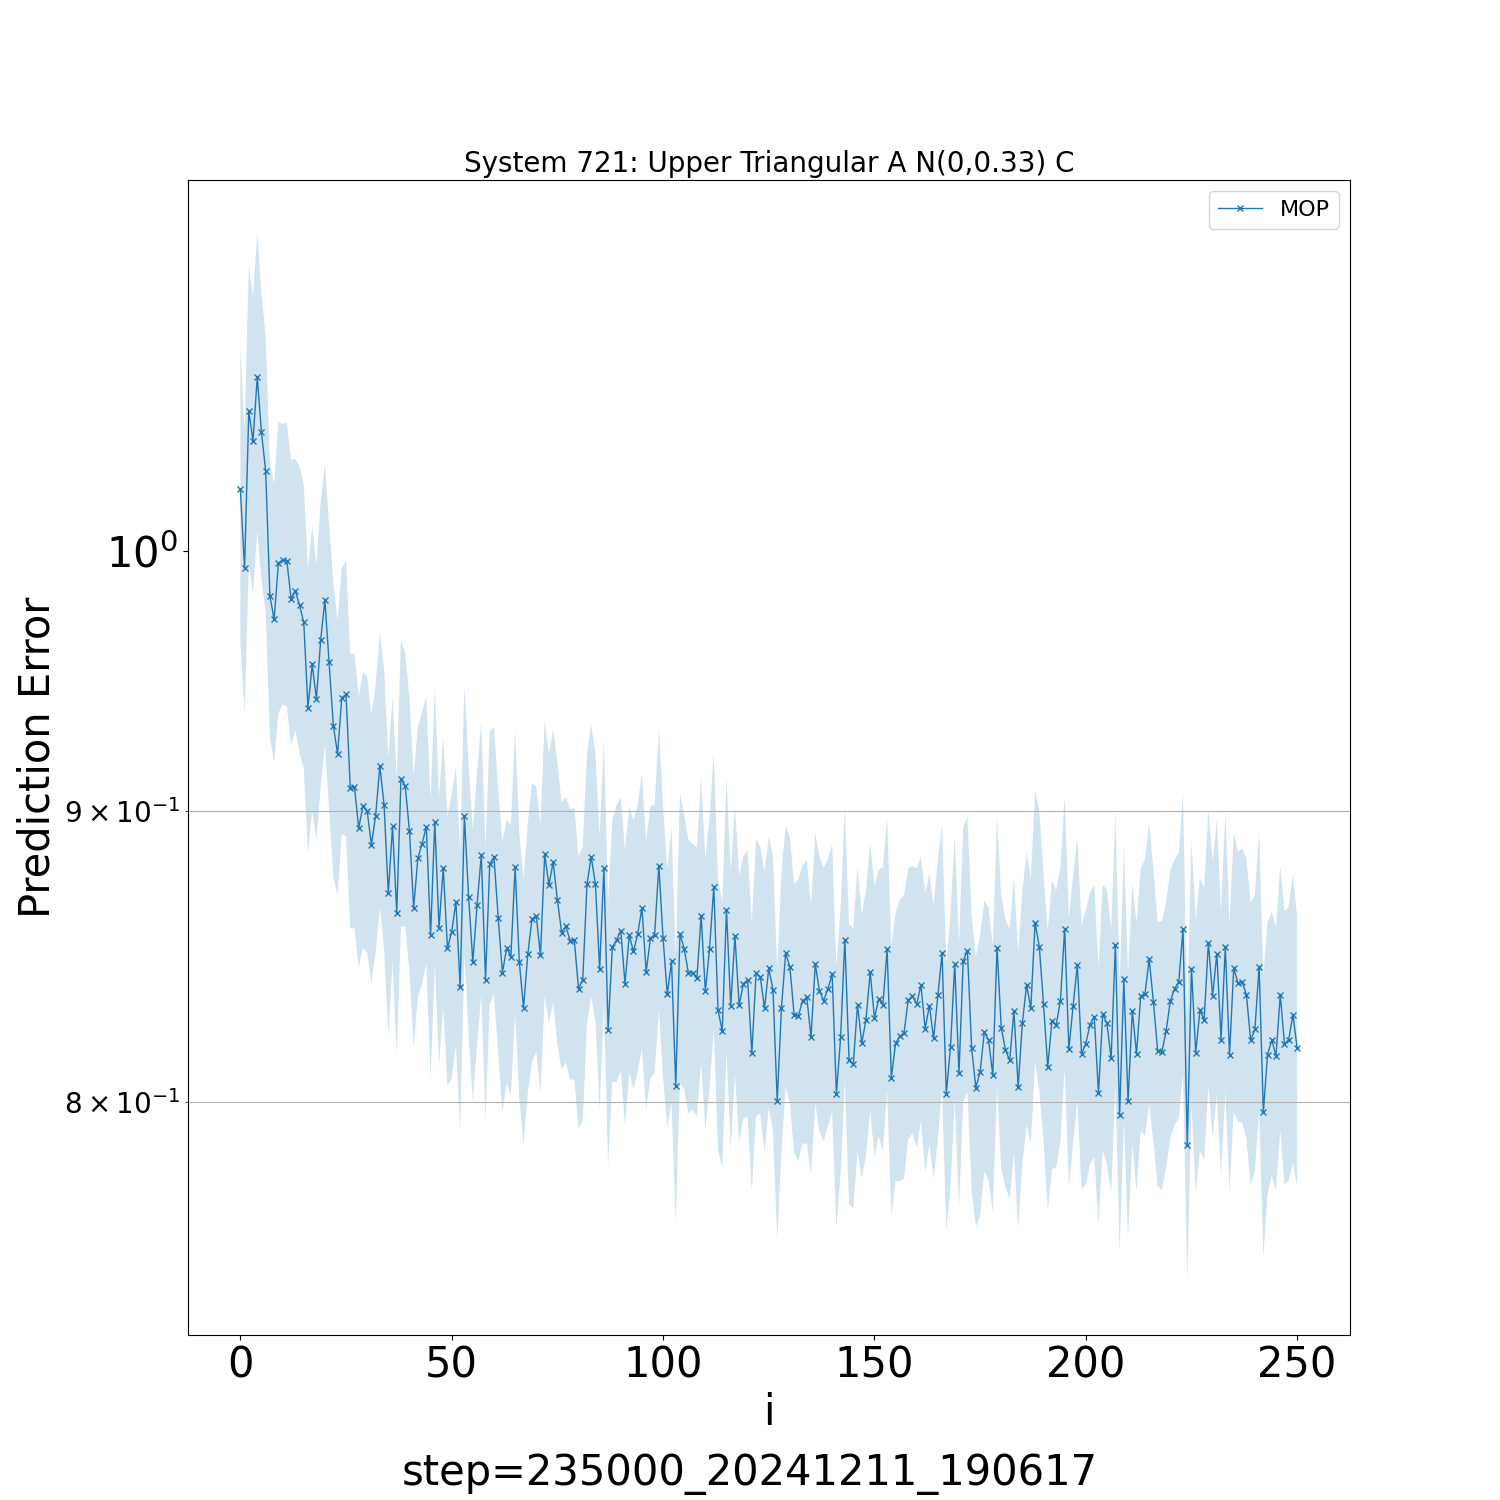 System 721: Upper Triangular A N(0,0.33) C
MOP
10⁰
9 × 10⁻¹
8 × 10⁻¹
Prediction Error
0 50 100 150 200 250
i
step=235000_20241211_190617